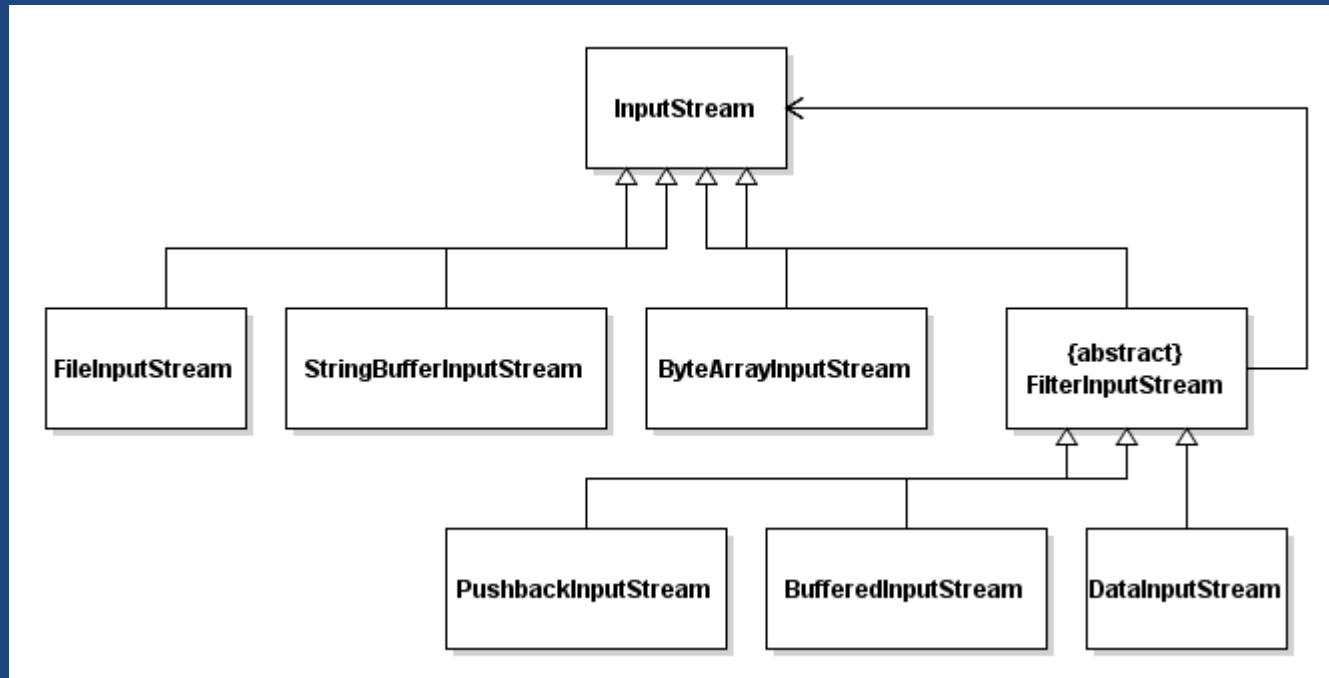 InputStream
FileInputStream
StringBufferInputStream
ByteArrayInputStream
{abstract}
FilterInputStream
PushbackInputStream
BufferedInputStream
DataInputStream